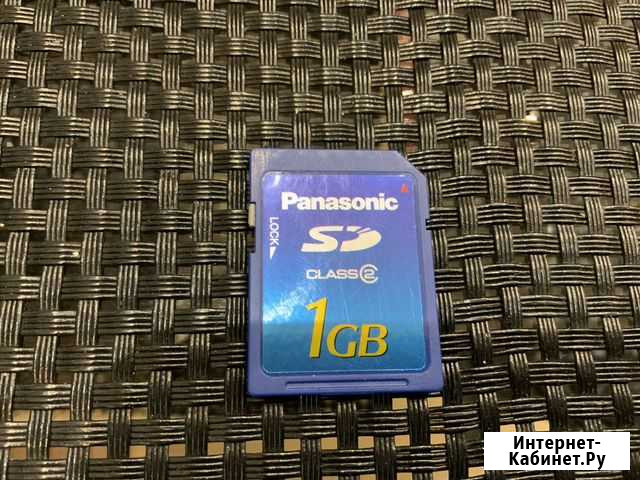 Panasonic
LOCK
SD
CLASS 2
1GB
Интернет-
Кабинет.Ру